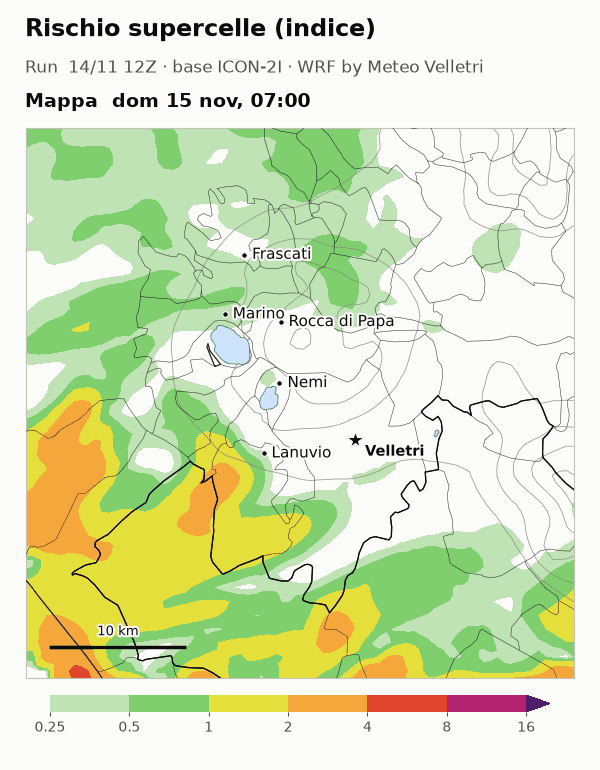 Rischio supercelle (indice)
Run  14/11 12Z · base ICON-2I · WRF by Meteo Velletri
Mappa  dom 15 nov, 07:00
Frascati
Marino
Rocca di Papa
Nemi
Lanuvio
Velletri
10 km
0.25 0.5 1 2 4 8 16